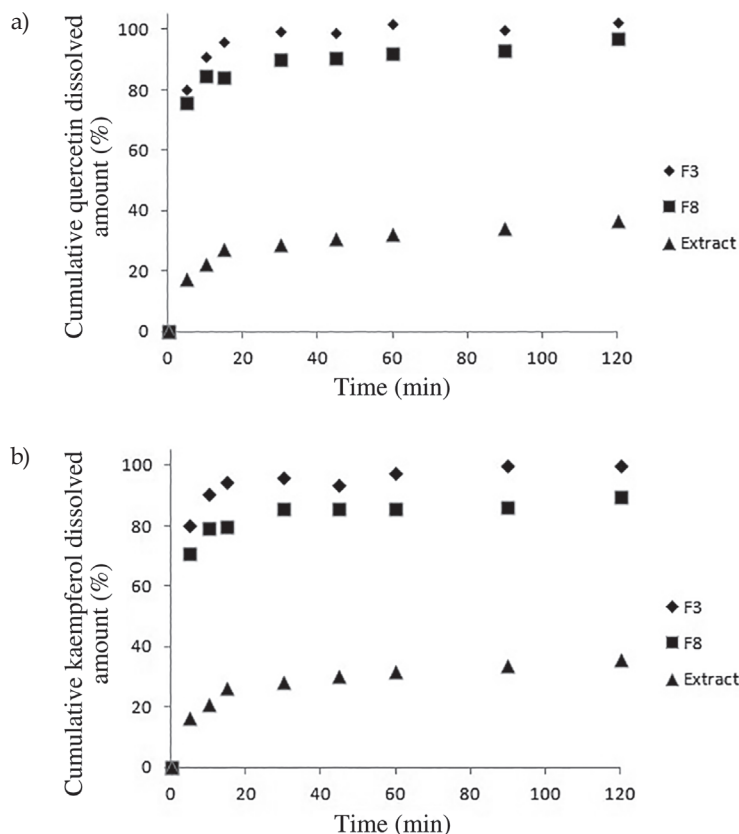 a)
Cumulative quercetin dissolved
amount (%)
100
80
60
40
20
0
0 20 40 60 80 100 120
Time (min)
F3
F8
Extract
b)
Cumulative kaempferol dissolved
amount (%)
100
80
60
40
20
0
0 20 40 60 80 100 120
Time (min)
F3
F8
Extract